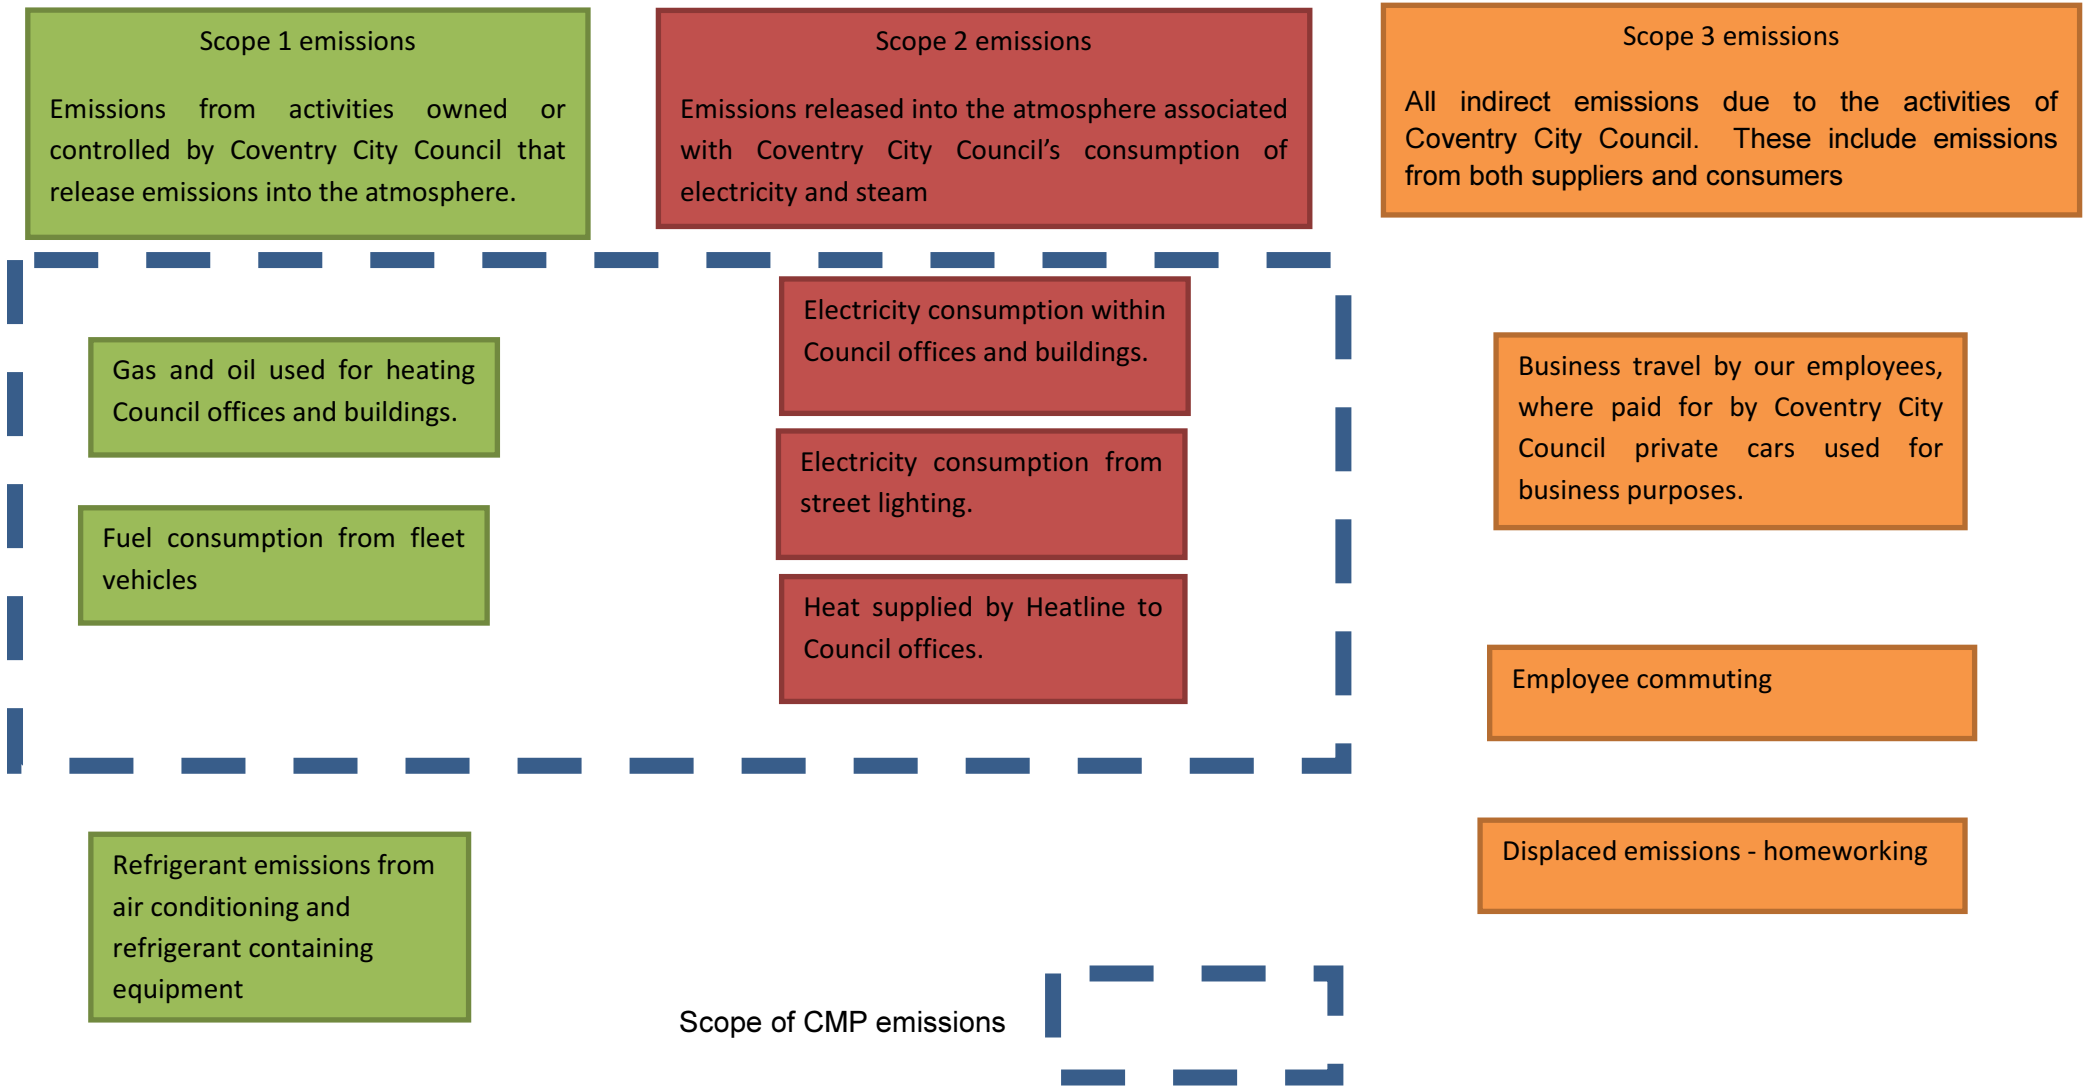 Scope 1 emissions
Emissions from activities owned or
controlled by Coventry City Council that
release emissions into the atmosphere.
Scope 2 emissions
Emissions released into the atmosphere associated
with Coventry City Council’s consumption of
electricity and steam
Scope 3 emissions
All indirect emissions due to the activities of
Coventry City Council. These include emissions
from both suppliers and consumers
Gas and oil used for heating
Council offices and buildings.
Fuel consumption from fleet
vehicles
Electricity consumption within
Council offices and buildings.
Electricity consumption from
street lighting.
Heat supplied by Heatline to
Council offices.
Business travel by our employees,
where paid for by Coventry City
Council private cars used for
business purposes.
Employee commuting
Displaced emissions - homeworking
Refrigerant emissions from
air conditioning and
refrigerant containing
equipment
Scope of CMP emissions